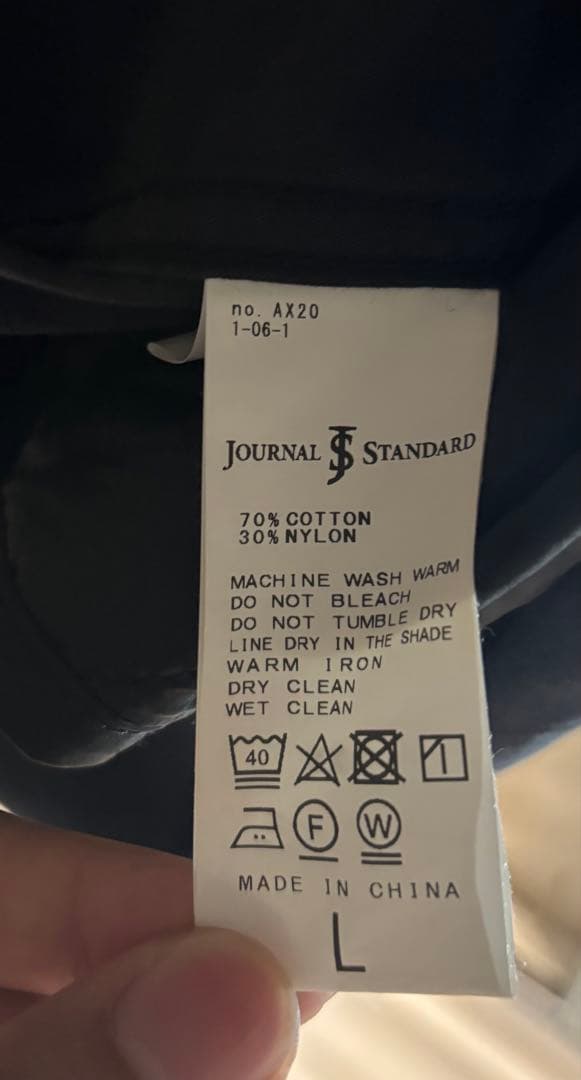 no. AX20
1-06-1
JOURNAL JS STANDARD
70% COTTON
30% NYLON
MACHINE WASH WARM
DO NOT BLEACH
DO NOT TUMBLE DRY
LINE DRY IN THE SHADE
WARM IRON
DRY CLEAN
WET CLEAN
40
F W
MADE IN CHINA
L